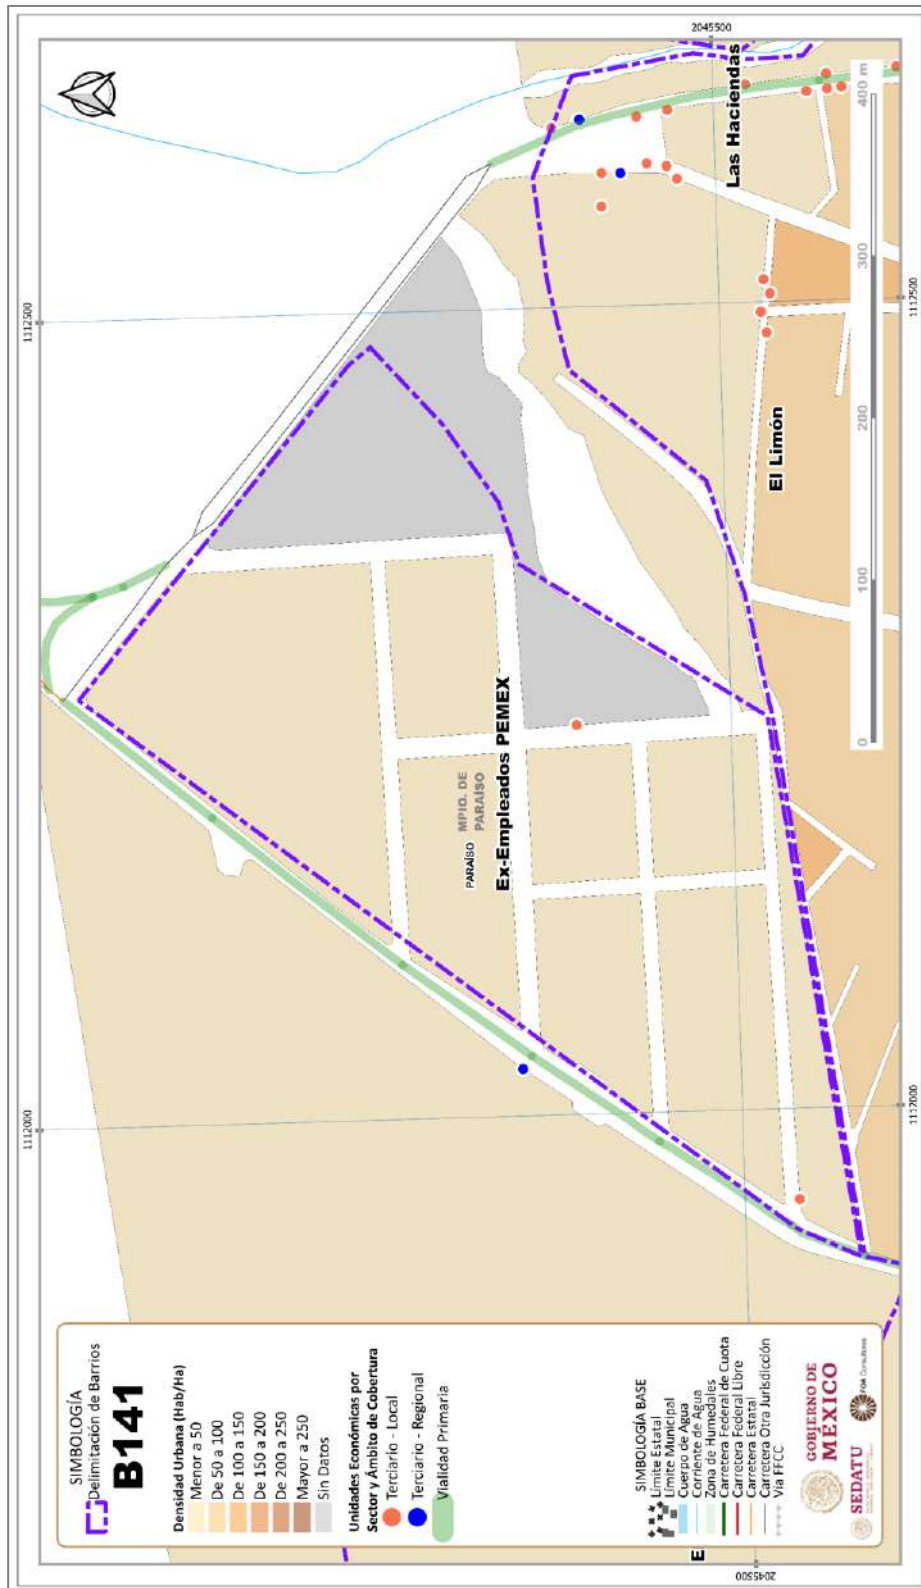 SIMBOLOGÍA
Delimitación de Barrios
B141
Densidad Urbana (Hab/Ha)
Menor a 50
De 50 a 100
De 100 a 150
De 150 a 200
De 200 a 250
Mayor a 250
Sin Datos
Unidades Económicas por
Sector y Ámbito de Cobertura
Terciario - Local
Terciario - Regional
Vialidad Primaria
SIMBOLOGÍA BASE
Límite Estatal
Límite Municipal
Cuerpo de Agua
Corriente de Agua
Zona de Humedales
Carretera Federal de Cuota
Carretera Federal Libre
Carretera Estatal
Carretera Otra Jurisdicción
Vía FFCC
GOBIERNO DE
MÉXICO
SEDATU
FOA Consultores
1112000
1112500
2045500
PARAÍSO
MPIO. DE
PARAÍSO
Ex-Empleados PEMEX
El Limón
Las Haciendas
E
0
100
200
300
400 m
2045500
1112000
1112500